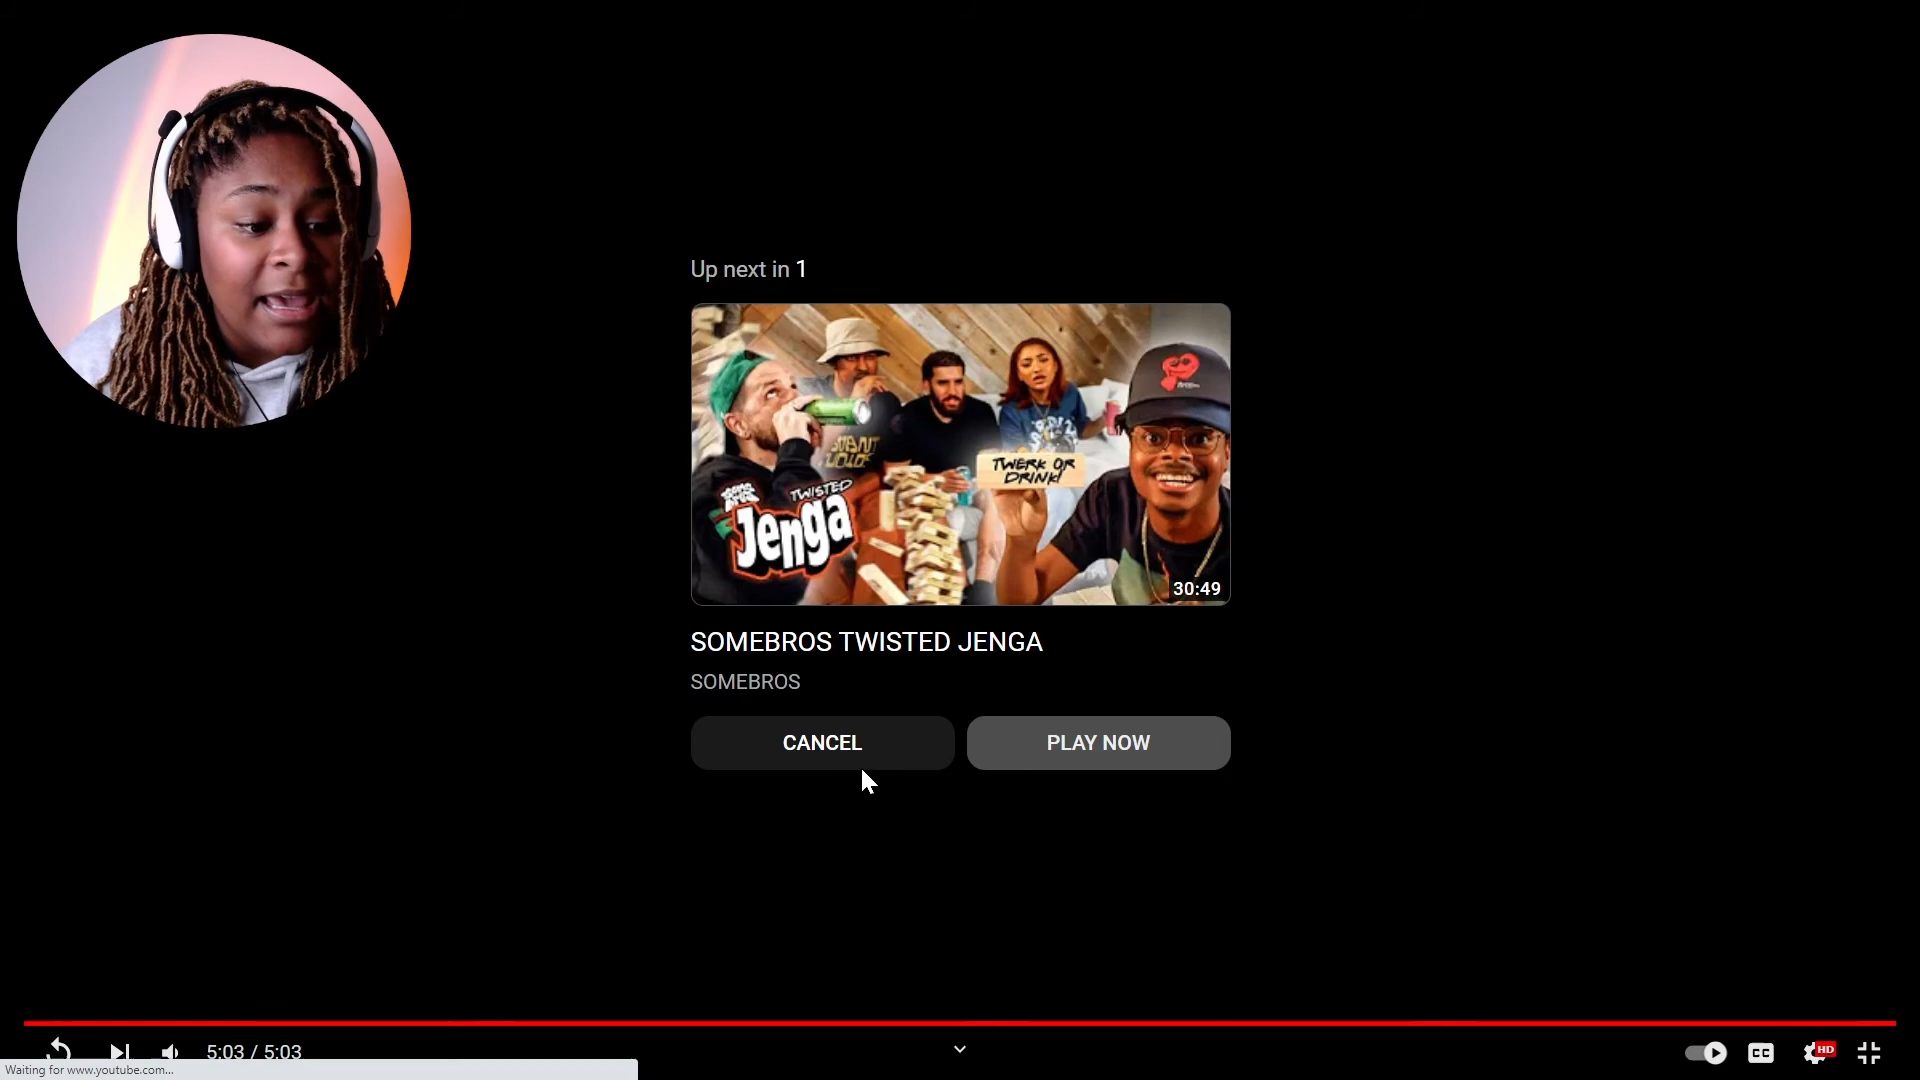 Up next in 1
TWERK OR
DRINK!
TWISTED
Jenga
30:49
SOMEBROS TWISTED JENGA
SOMEBROS
CANCEL
PLAY NOW
5:03 / 5:03
CC
HD
Waiting for www.youtube.com...